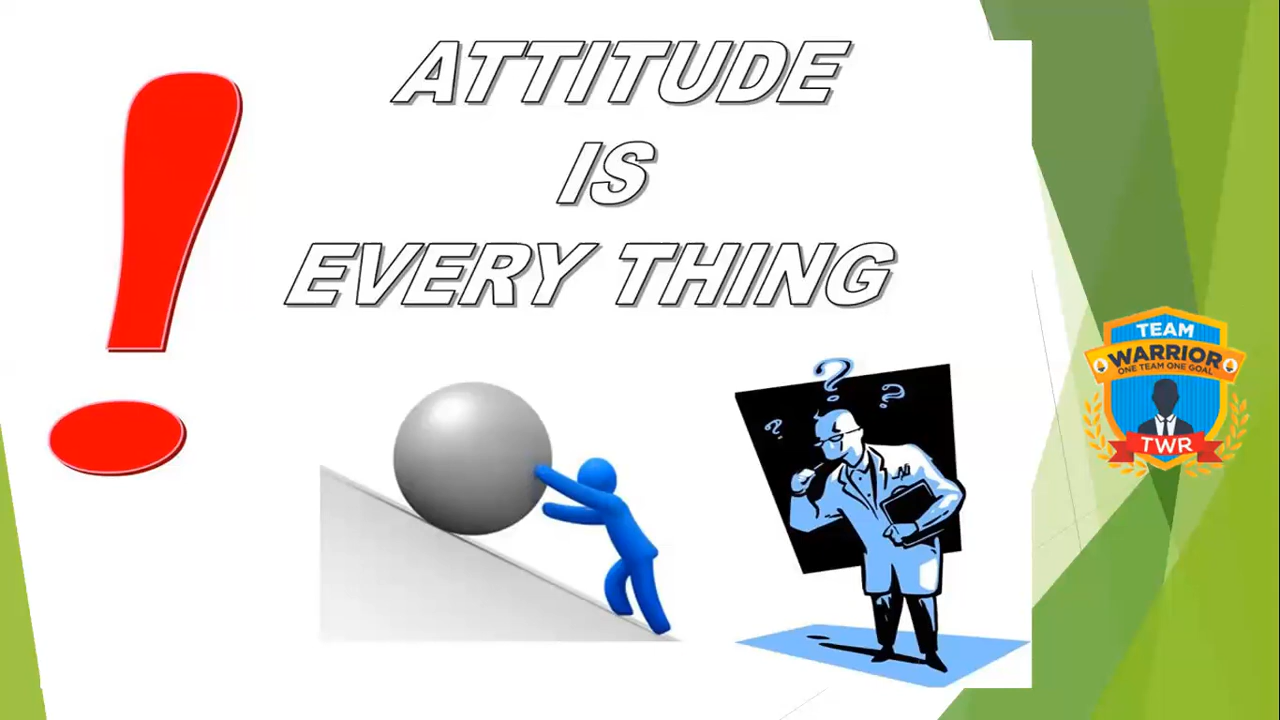 ATTITUDE
IS
EVERY THING
!
? ? ?
TEAM
WARRIOR
ONE TEAM ONE GOAL
TWR